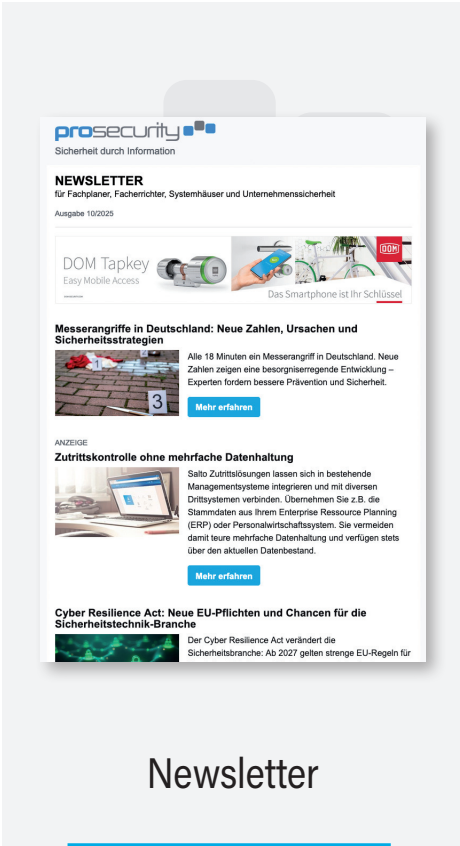 prosecurity
Sicherheit durch Information
NEWSLETTER
für Fachplaner, Facherrichter, Systemhäuser und Unternehmenssicherheit
Ausgabe 10/2025
DOM Tapkey
Easy Mobile Access
DOM
Das Smartphone ist Ihr Schlüssel
Messerangriffe in Deutschland: Neue Zahlen, Ursachen und
Sicherheitsstrategien
Alle 18 Minuten ein Messerangriff in Deutschland. Neue
Zahlen zeigen eine besorgniserregende Entwicklung –
Experten fordern bessere Prävention und Sicherheit.
1
3
Mehr erfahren
ANZEIGE
Zutrittskontrolle ohne mehrfache Datenhaltung
Salto Zutrittslösungen lassen sich in bestehende
Managementsysteme integrieren und mit diversen
Drittsystemen verbinden. Übernehmen Sie z.B. die
Stammdaten aus Ihrem Enterprise Ressource Planning
(ERP) oder Personalwirtschaftssystem. Sie vermeiden
damit teure mehrfache Datenhaltung und verfügen stets
über den aktuellen Datenbestand.
Mehr erfahren
Cyber Resilience Act: Neue EU-Pflichten und Chancen für die
Sicherheitstechnik-Branche
Der Cyber Resilience Act verändert die
Sicherheitsbranche: Ab 2027 gelten strenge EU-Regeln für
Newsletter